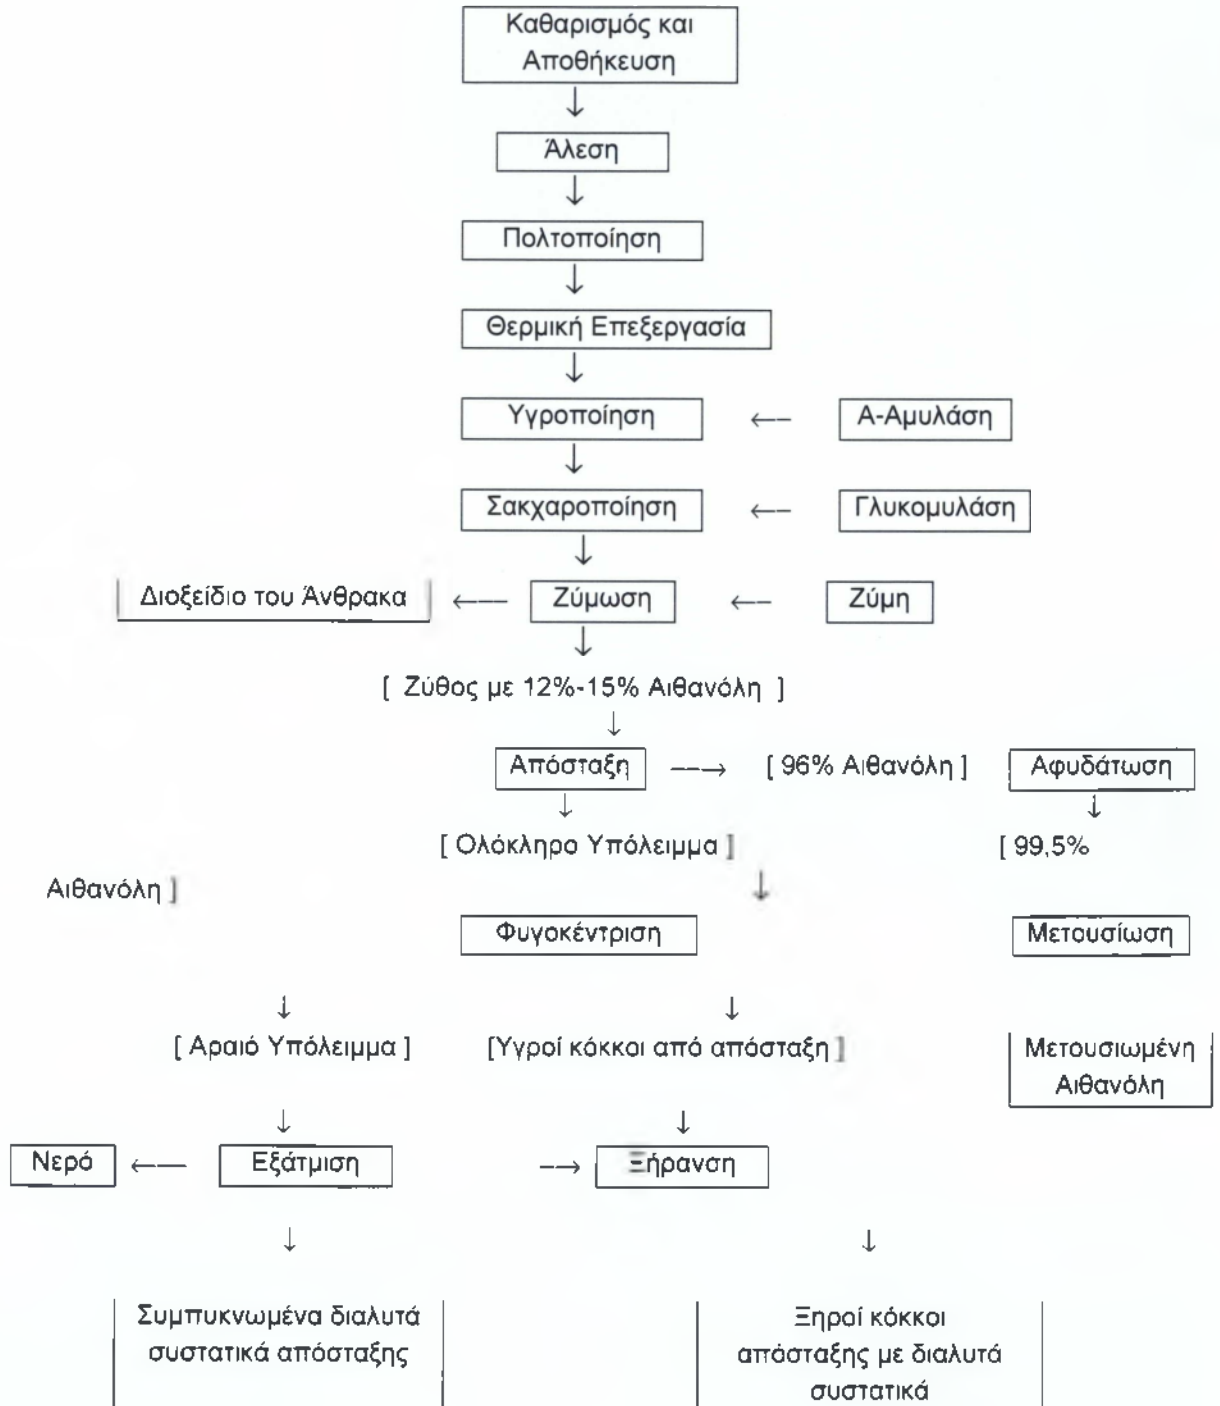 Καθαρισμός και
Αποθήκευση
Άλεση
Πολτοποίηση
Θερμική Επεξεργασία
Υγροποίηση
Α-Αμυλάση
Σακχαροποίηση
Γλυκομυλάση
Διοξείδιο του Άνθρακα
Ζύμωση
Ζύμη
[ Ζύθος με 12%-15% Αιθανόλη ]
Απόσταξη
[ 96% Αιθανόλη ]
Αφυδάτωση
[ Ολόκληρο Υπόλειμμα ]
[ 99,5%
Αιθανόλη ]
Φυγοκέντριση
Μετουσίωση
[ Αραιό Υπόλειμμα ]
[Υγροί κόκκοι από απόσταξη ]
Μετουσιωμένη
Αιθανόλη
Νερό
Εξάτμιση
Ξήρανση
Συμπυκνωμένα διαλυτά
συστατικά απόσταξης
Ξηροί κόκκοι
απόσταξης με διαλυτά
συστατικά